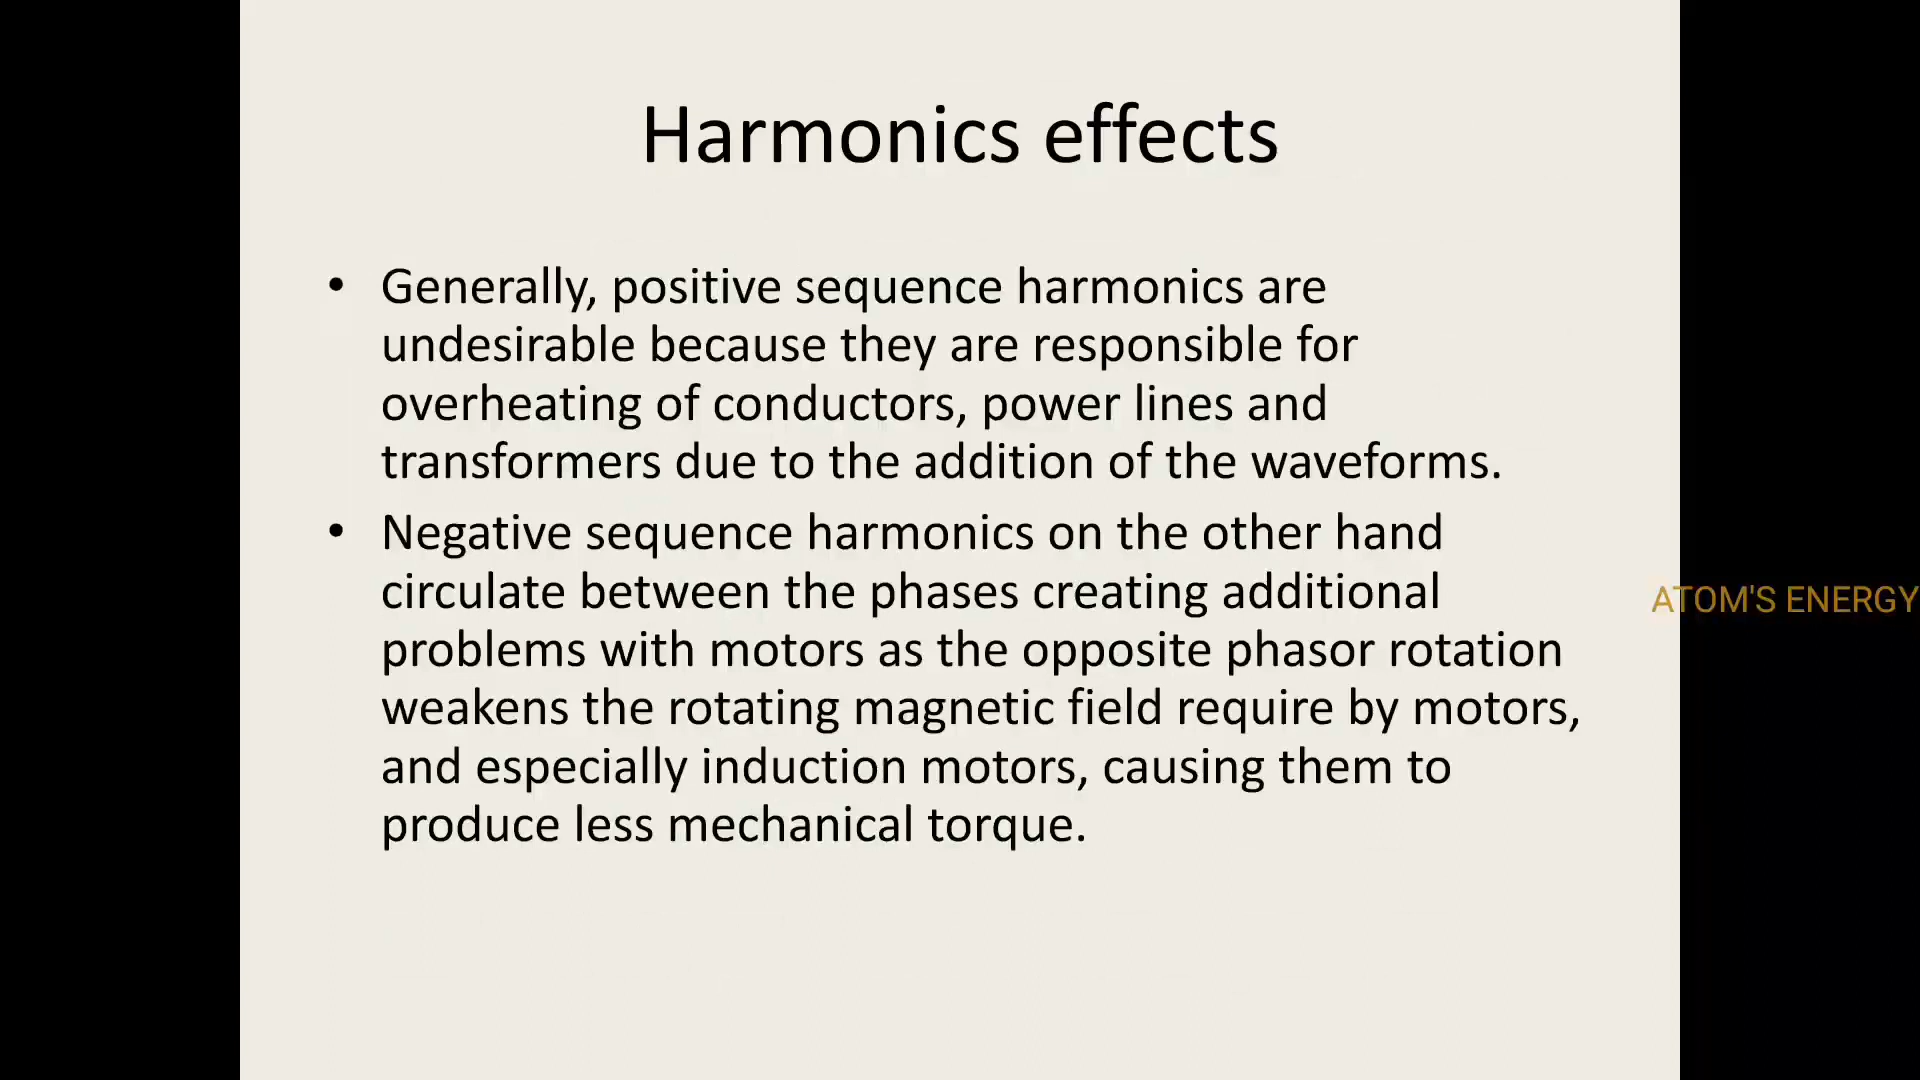 Harmonics effects
• Generally, positive sequence harmonics are
undesirable because they are responsible for
overheating of conductors, power lines and
transformers due to the addition of the waveforms.
• Negative sequence harmonics on the other hand
circulate between the phases creating additional
problems with motors as the opposite phasor rotation
weakens the rotating magnetic field require by motors,
and especially induction motors, causing them to
produce less mechanical torque.
ATOM'S ENERGY